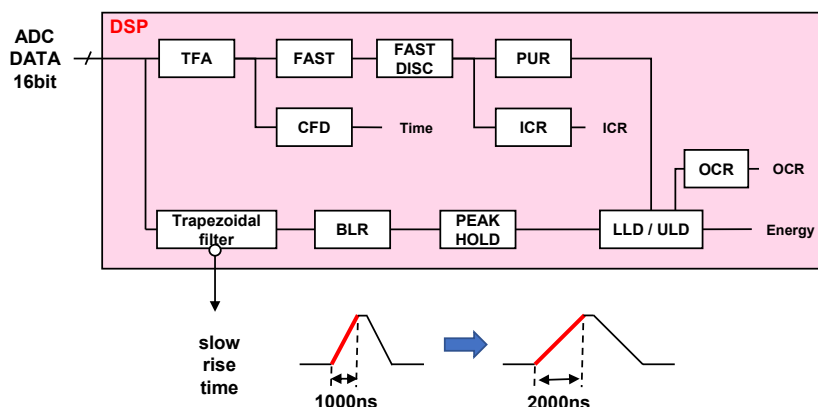 DSP
ADC
DATA
16bit
TFA
FAST
FAST
DISC
PUR
CFD
Time
ICR
ICR
OCR
OCR
Trapezoidal
filter
BLR
PEAK
HOLD
LLD / ULD
Energy
slow
rise
time
1000ns
2000ns